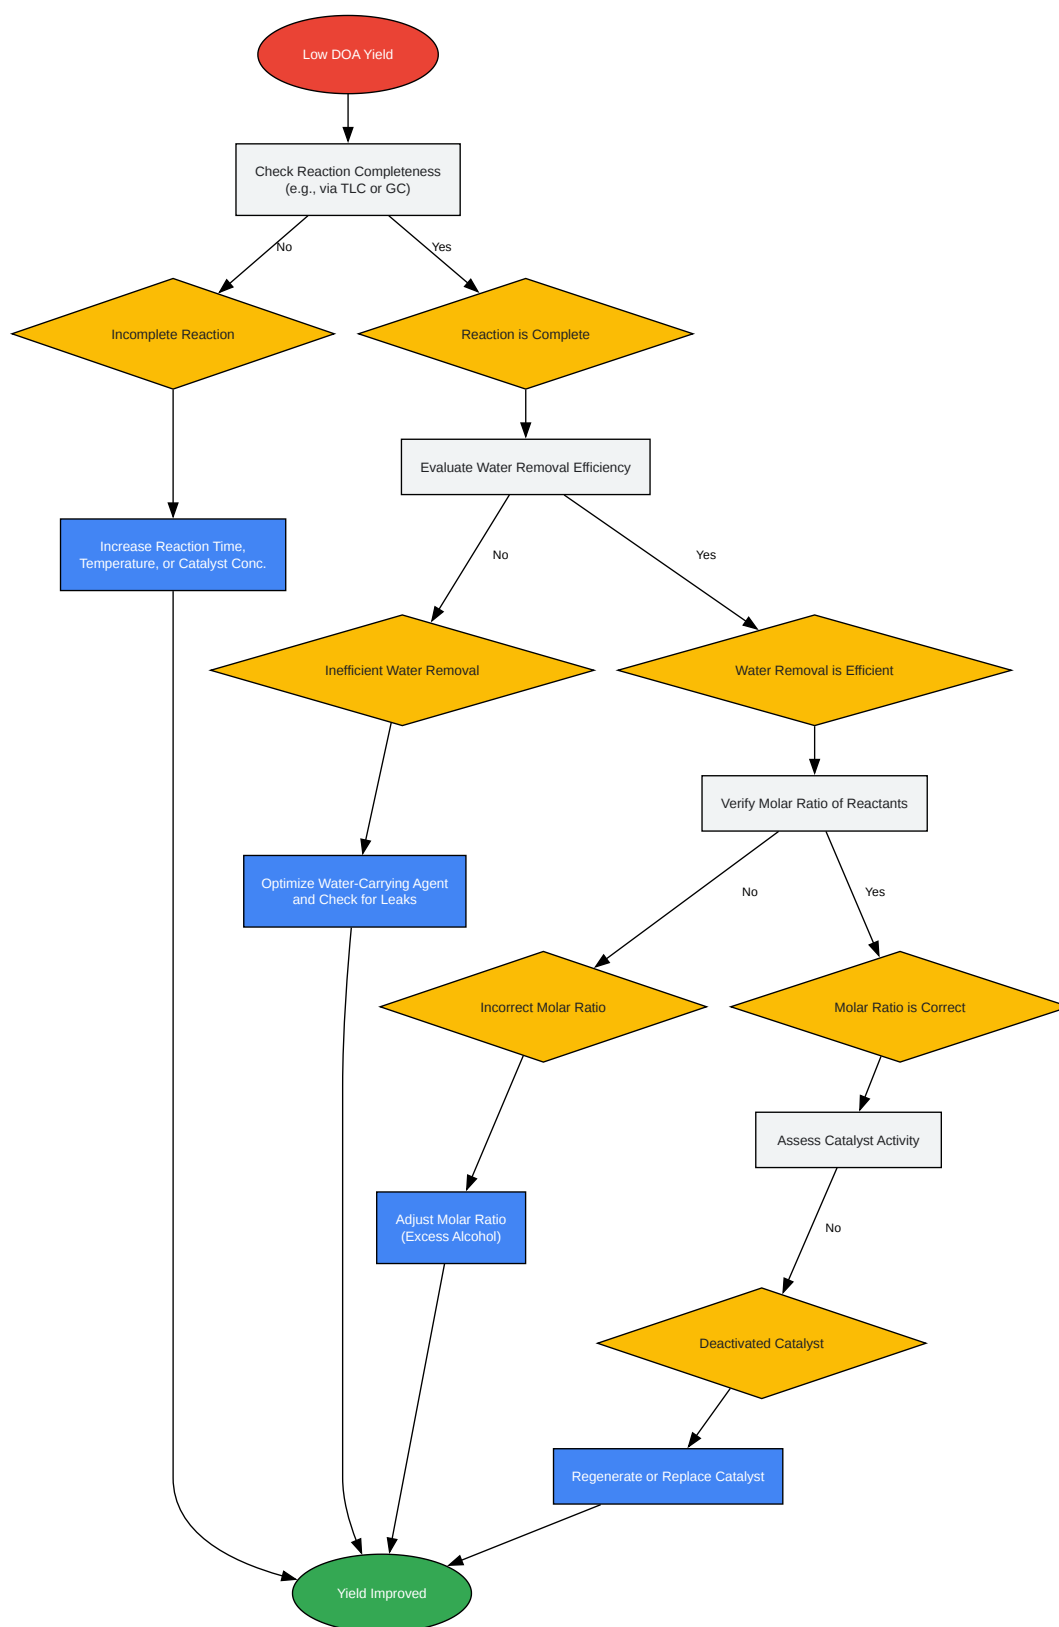 Low DOA Yield
Check Reaction Completeness
(e.g., via TLC or GC)
No
Yes
Incomplete Reaction
Reaction is Complete
Evaluate Water Removal Efficiency
Increase Reaction Time,
Temperature, or Catalyst Conc.
No
Yes
Inefficient Water Removal
Water Removal is Efficient
Verify Molar Ratio of Reactants
Optimize Water-Carrying Agent
and Check for Leaks
No
Yes
Incorrect Molar Ratio
Molar Ratio is Correct
Assess Catalyst Activity
Adjust Molar Ratio
(Excess Alcohol)
No
Deactivated Catalyst
Regenerate or Replace Catalyst
Yield Improved